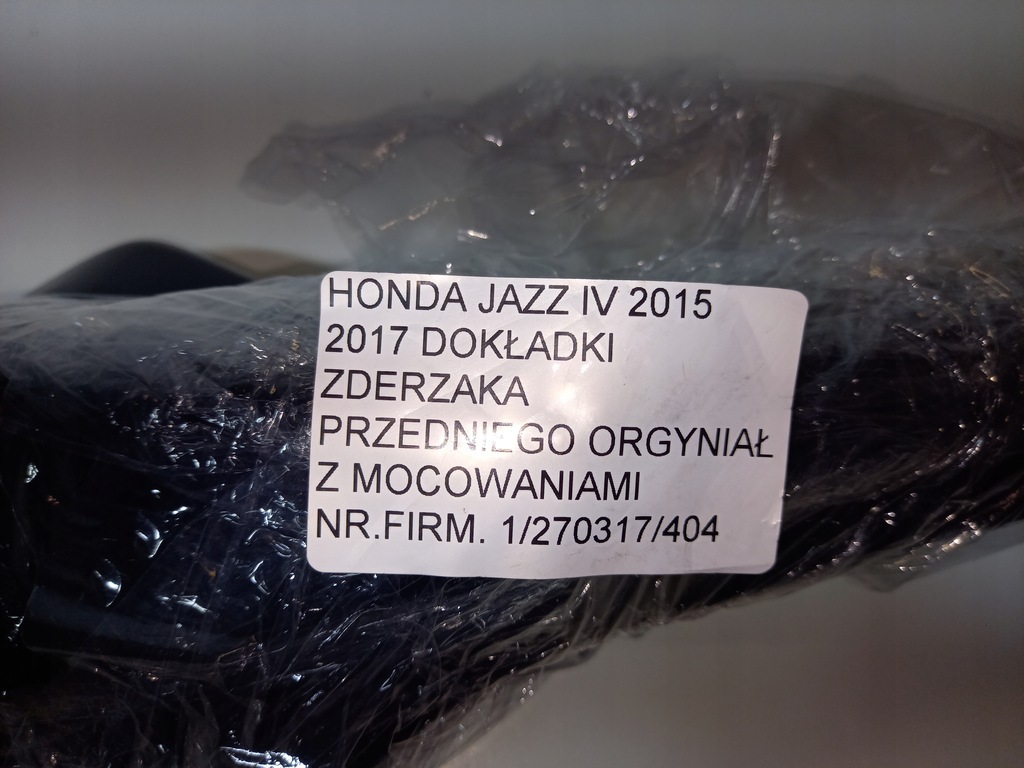 HONDA JAZZ IV 2015
2017 DOKŁADKI
ZDERZAKA
PRZEDNIEGO ORGYNIAŁ
Z MOCOWANIAMI
NR.FIRM. 1/270317/404